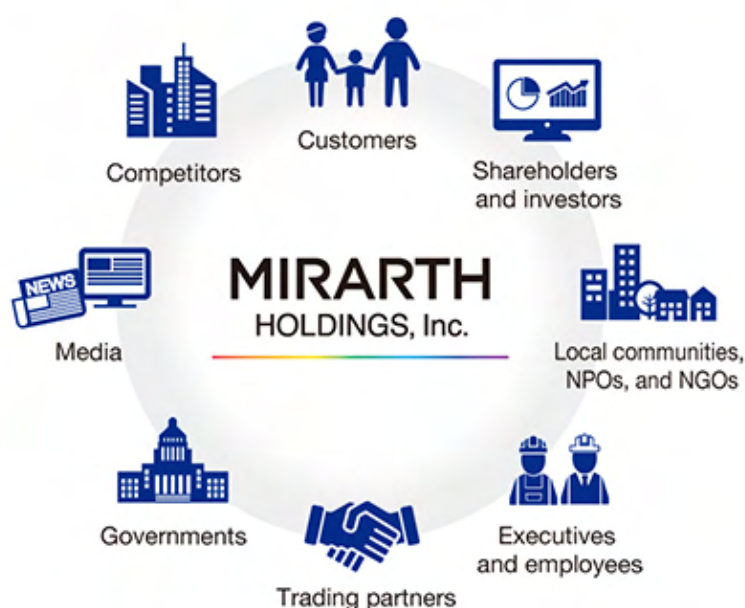 Customers
Competitors
Shareholders
and investors
NEWS
MIRARTH
HOLDINGS, Inc.
Media
Local communities,
NPOs, and NGOs
Governments
Executives
and employees
Trading partners